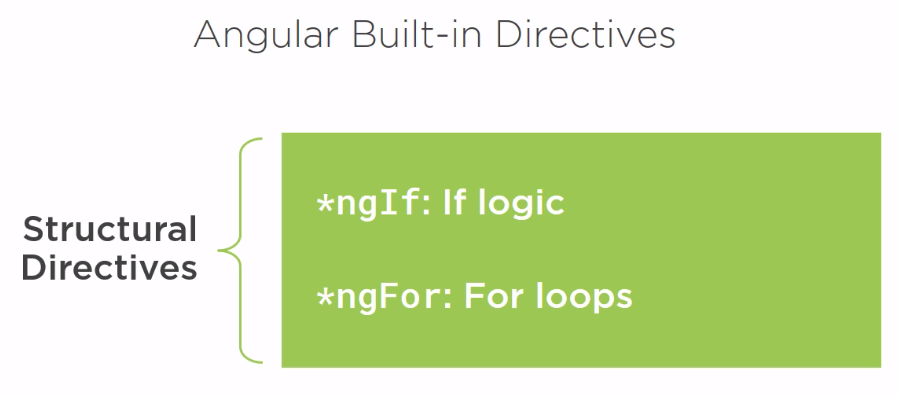 Angular Built-in Directives
Structural
Directives
*ngIf: If logic
*ngFor: For loops